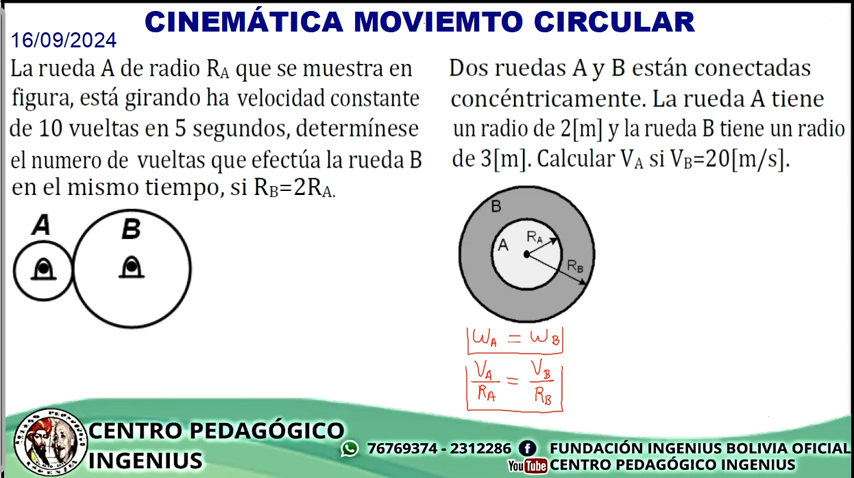 CINEMÁTICA MOVIEMTO CIRCULAR
16/09/2024
La rueda A de radio RA que se muestra en
figura, está girando ha velocidad constante
de 10 vueltas en 5 segundos, determínese
el numero de vueltas que efectúa la rueda B
en el mismo tiempo, si RB=2RA.
A
B
Dos ruedas A y B están conectadas
concéntricamente. La rueda A tiene
un radio de 2[m] y la rueda B tiene un radio
de 3[m]. Calcular VA si VB=20[m/s].
B
A
RA
RB
ωA = ωB
VA/RA = VB/RB
CENTRO PEDAGÓGICO
INGENIUS
76769374 - 2312286
FUNDACIÓN INGENIUS BOLIVIA OFICIAL
YouTube CENTRO PEDAGÓGICO INGENIUS